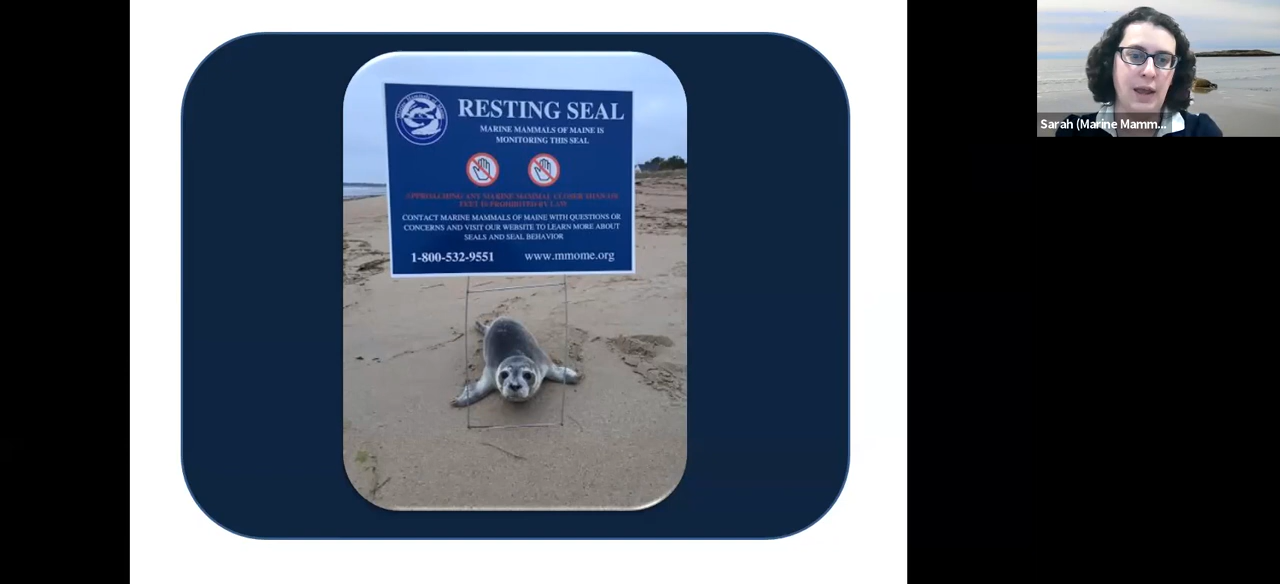 RESTING SEAL
MARINE MAMMALS OF MAINE IS
MONITORING THIS SEAL
APPROACHING ANY MARINE MAMMAL CLOSER THAN
FEET IS PROHIBITED BY LAW
CONTACT MARINE MAMMALS OF MAINE WITH QUESTIONS OR
CONCERNS AND VISIT OUR WEBSITE TO LEARN MORE ABOUT
SEALS AND SEAL BEHAVIOR
1-800-532-9551 www.mmome.org
Sarah (Marine Mamm...